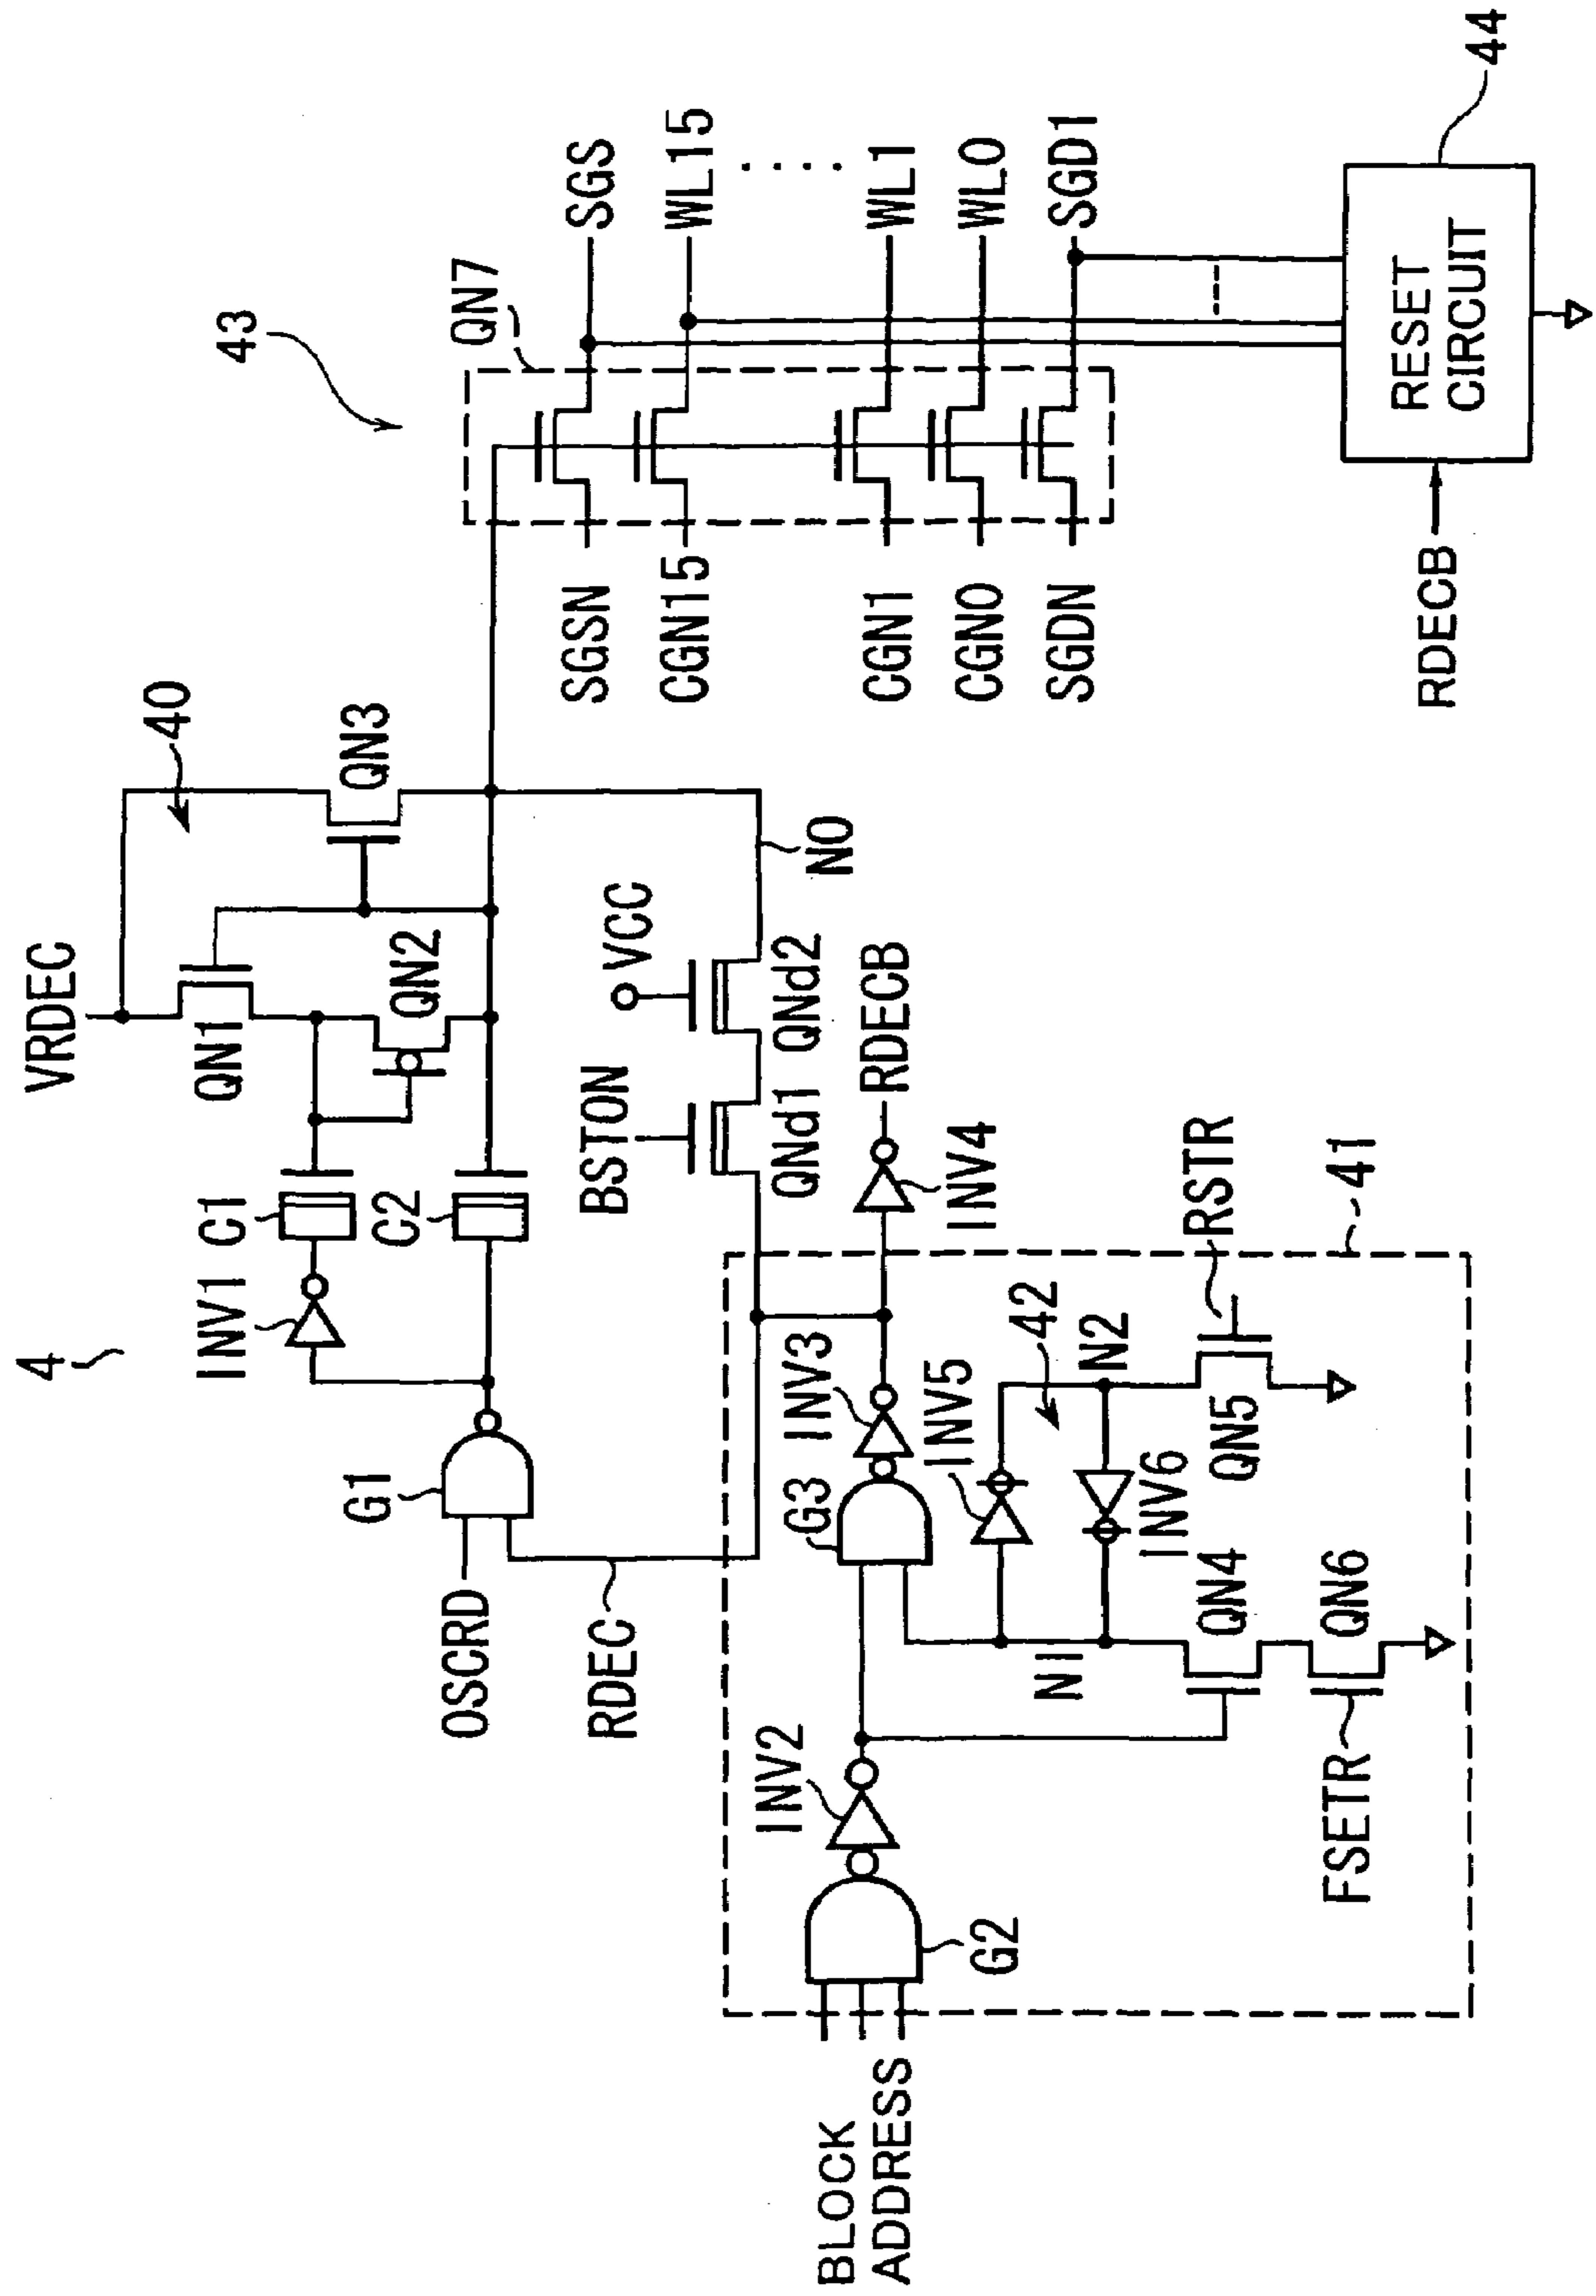 4
VRDEC
40
43
QN7
INV1
C1
QN1
QN3
C2
QN2
G1
OSCRD
RDEC
BSTON
VCC
QNd1
QNd2
N0
SGS
WL15
WL1
WL0
SGD1
SGSN
CGN15
CGN1
CGN0
SGDN
INV2
G3
INV3
RDECB
INV4
INV5
42
N2
N1
INV6
QN4
QN5
RSTR
41
QN6
FSETR
G2
BLOCK
ADDRESS
RDECB
RESET
CIRCUIT
44